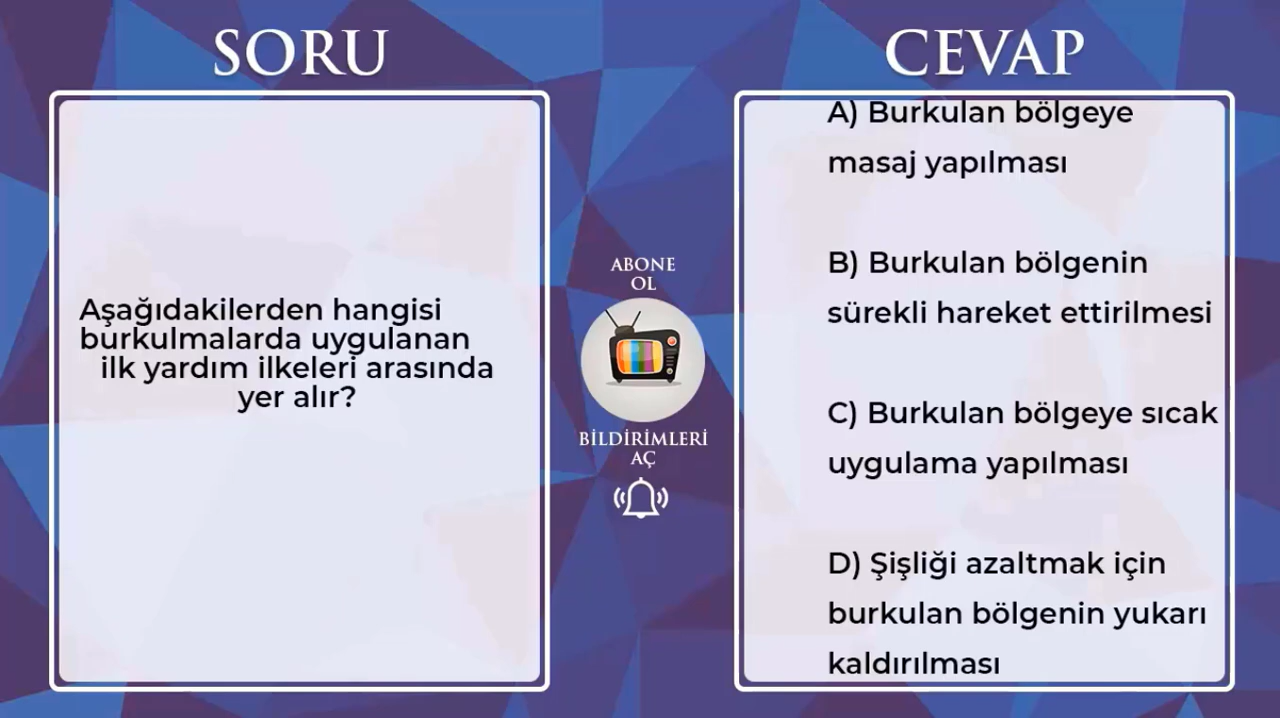 SORU
Aşağıdakilerden hangisi
burkulmalarda uygulanan
ilk yardım ilkeleri arasında
yer alır?
ABONE
OL
BİLDİRİMLERİ
AÇ
CEVAP
A) Burkulan bölgeye
masaj yapılması
B) Burkulan bölgenin
sürekli hareket ettirilmesi
C) Burkulan bölgeye sıcak
uygulama yapılması
D) Şişliği azaltmak için
burkulan bölgenin yukarı
kaldırılması